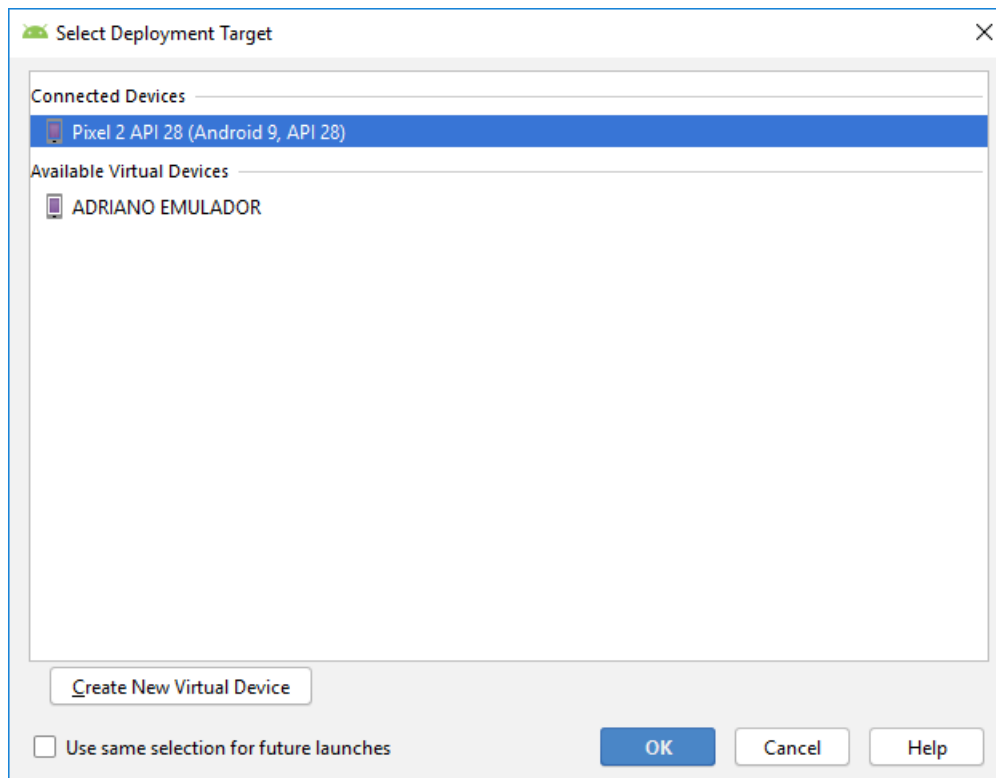 Select Deployment Target
Connected Devices
Pixel 2 API 28 (Android 9, API 28)
Available Virtual Devices
ADRIANO EMULADOR
Create New Virtual Device
Use same selection for future launches
OK Cancel Help